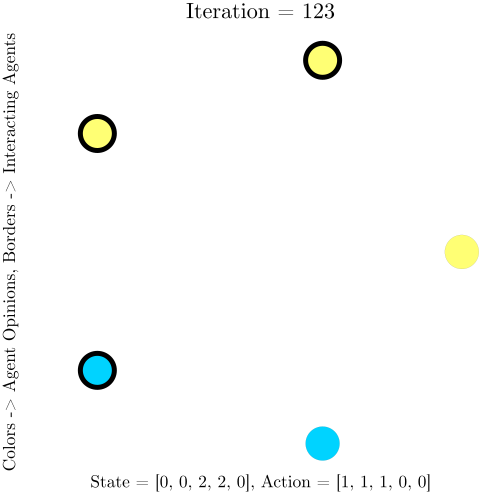 Iteration = 123
Colors -> Agent Opinions, Borders -> Interacting Agents
State = [0, 0, 2, 2, 0], Action = [1, 1, 1, 0, 0]